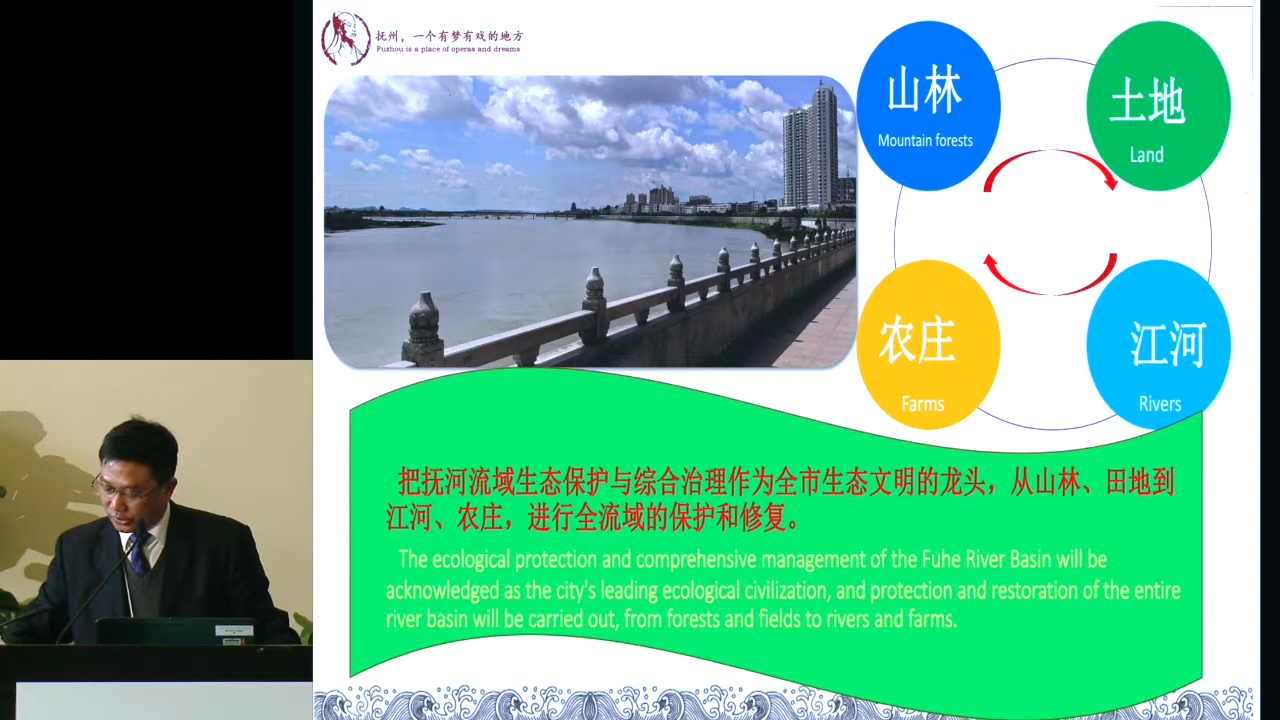 抚州，一个有梦有戏的地方
Fuzhou is a place of operas and dreams
山林
Mountain forests
土地
Land
农庄
Farms
江河
Rivers
把抚河流域生态保护与综合治理作为全市生态文明的龙头，从山林、田地到
江河、农庄，进行全流域的保护和修复。
The ecological protection and comprehensive management of the Fuhe River Basin will be
acknowledged as the city's leading ecological civilization, and protection and restoration of the entire
river basin will be carried out, from forests and fields to rivers and farms.